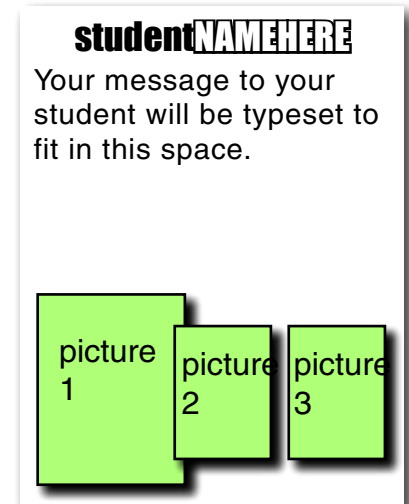 studentNAMEHERE
Your message to your
student will be typeset to
fit in this space.
picture
1
picture
2
picture
3